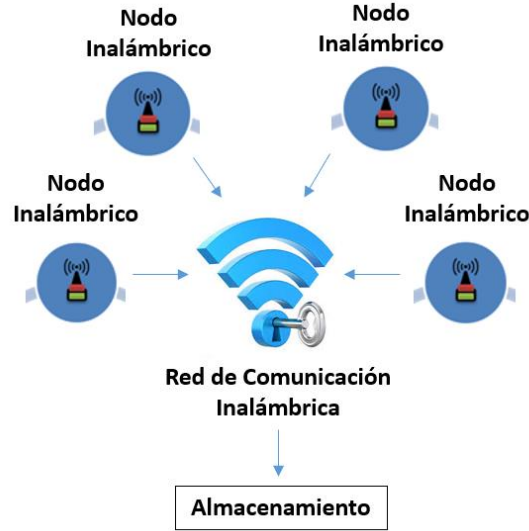 Nodo
Inalámbrico
Nodo
Inalámbrico
Nodo
Inalámbrico
Nodo
Inalámbrico
Red de Comunicación
Inalámbrica
Almacenamiento